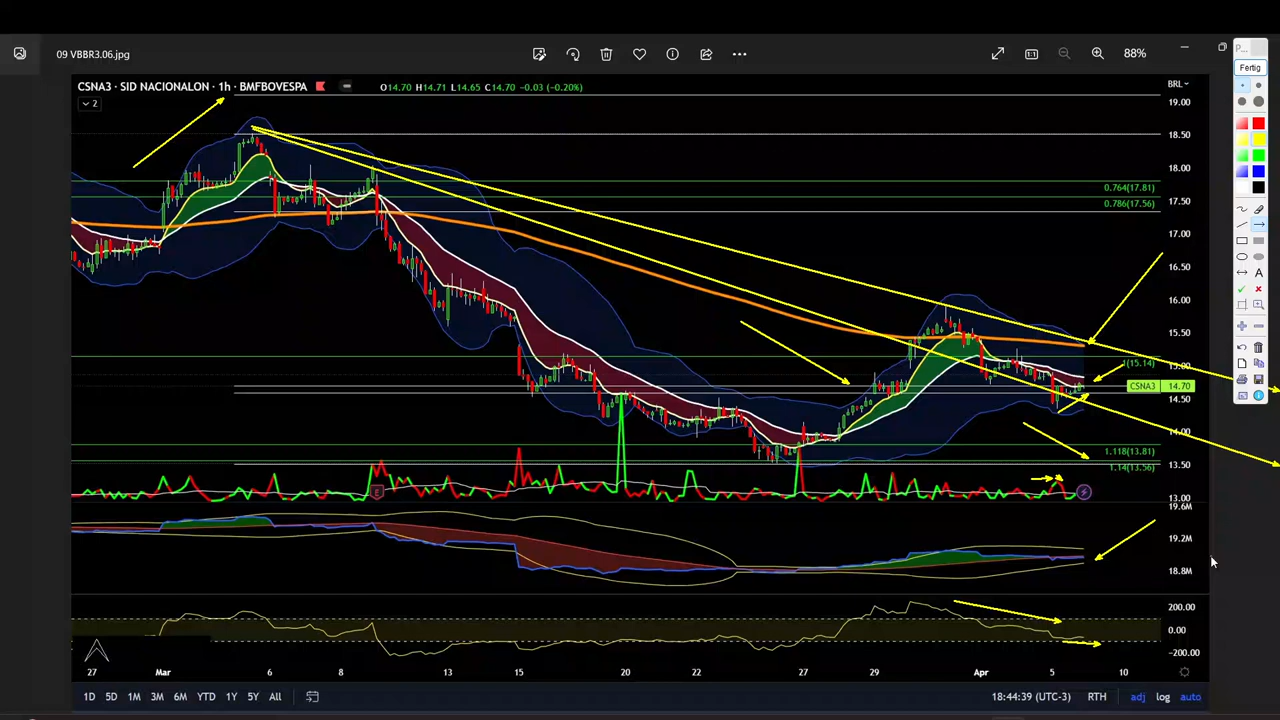 09 VBBR3.06.jpg
88%
P...
Fertig
CSNA3 · SID NACIONALON · 1h · BMFBOVESPA
O14.70 H14.71 L14.65 C14.70 -0.03 (-0.20%)
BRL
2
19.00
18.50
18.00
0.764(17.81)
17.50
0.786(17.56)
17.00
16.50
16.00
15.50
15.00
1(15.14)
CSNA3 14.70
14.50
14.00
1.118(13.81)
13.50
1.14(13.56)
E
13.00
19.6M
19.2M
18.8M
200.00
0.00
-200.00
27 Mar 6 8 13 15 20 22 27 29 Apr 5 10
1D 5D 1M 3M 6M YTD 1Y 5Y All
18:44:39 (UTC-3) RTH adj log auto